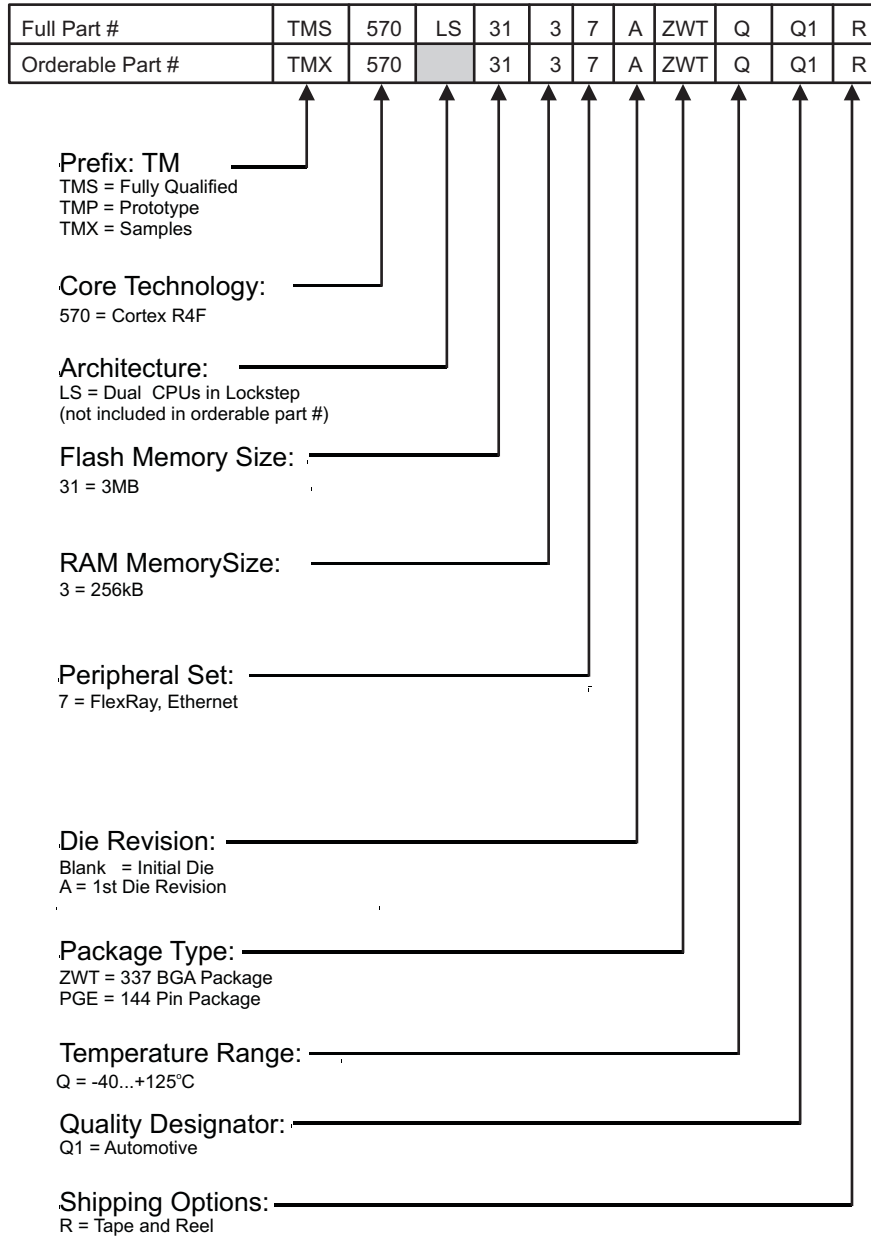 Full Part # TMS 570 LS 31 3 7 A ZWT Q Q1 R
Orderable Part # TMX 570 31 3 7 A ZWT Q Q1 R
Prefix: TM
TMS = Fully Qualified
TMP = Prototype
TMX = Samples
Core Technology:
570 = Cortex R4F
Architecture:
LS = Dual CPUs in Lockstep
(not included in orderable part #)
Flash Memory Size:
31 = 3MB
RAM MemorySize:
3 = 256kB
Peripheral Set:
7 = FlexRay, Ethernet
Die Revision:
Blank = Initial Die
A = 1st Die Revision
Package Type:
ZWT = 337 BGA Package
PGE = 144 Pin Package
Temperature Range:
Q = -40...+125°C
Quality Designator:
Q1 = Automotive
Shipping Options:
R = Tape and Reel